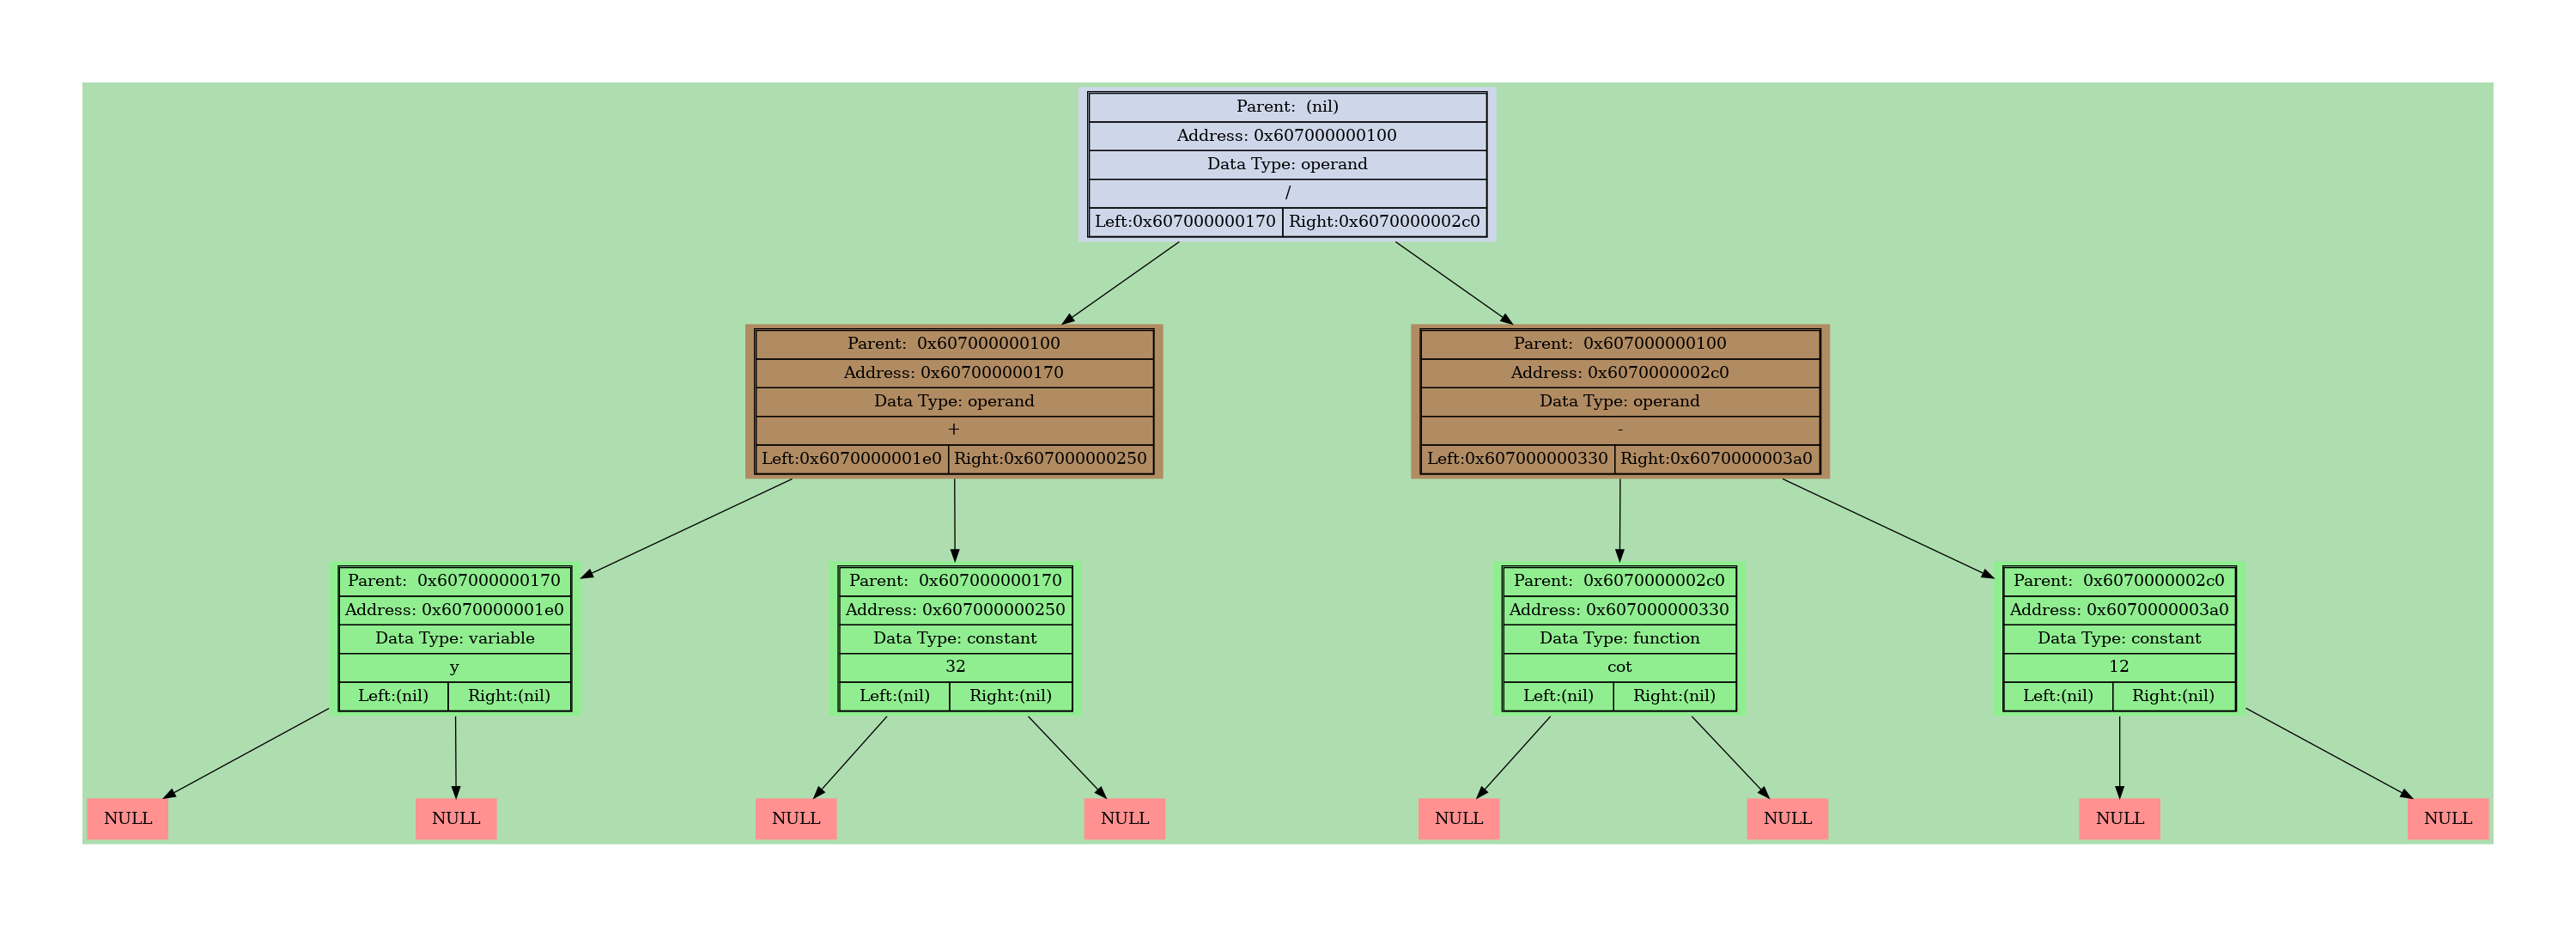 Parent:  (nil)
Address: 0x607000000100
Data Type: operand
/
Left:0x607000000170 Right:0x6070000002c0
Parent:  0x607000000100
Address: 0x607000000170
Data Type: operand
+
Left:0x6070000001e0 Right:0x607000000250
Parent:  0x607000000100
Address: 0x6070000002c0
Data Type: operand
-
Left:0x607000000330 Right:0x6070000003a0
Parent:  0x607000000170
Address: 0x6070000001e0
Data Type: variable
y
Left:(nil) Right:(nil)
Parent:  0x607000000170
Address: 0x607000000250
Data Type: constant
32
Left:(nil) Right:(nil)
Parent:  0x6070000002c0
Address: 0x607000000330
Data Type: function
cot
Left:(nil) Right:(nil)
Parent:  0x6070000002c0
Address: 0x6070000003a0
Data Type: constant
12
Left:(nil) Right:(nil)
NULL
NULL
NULL
NULL
NULL
NULL
NULL
NULL